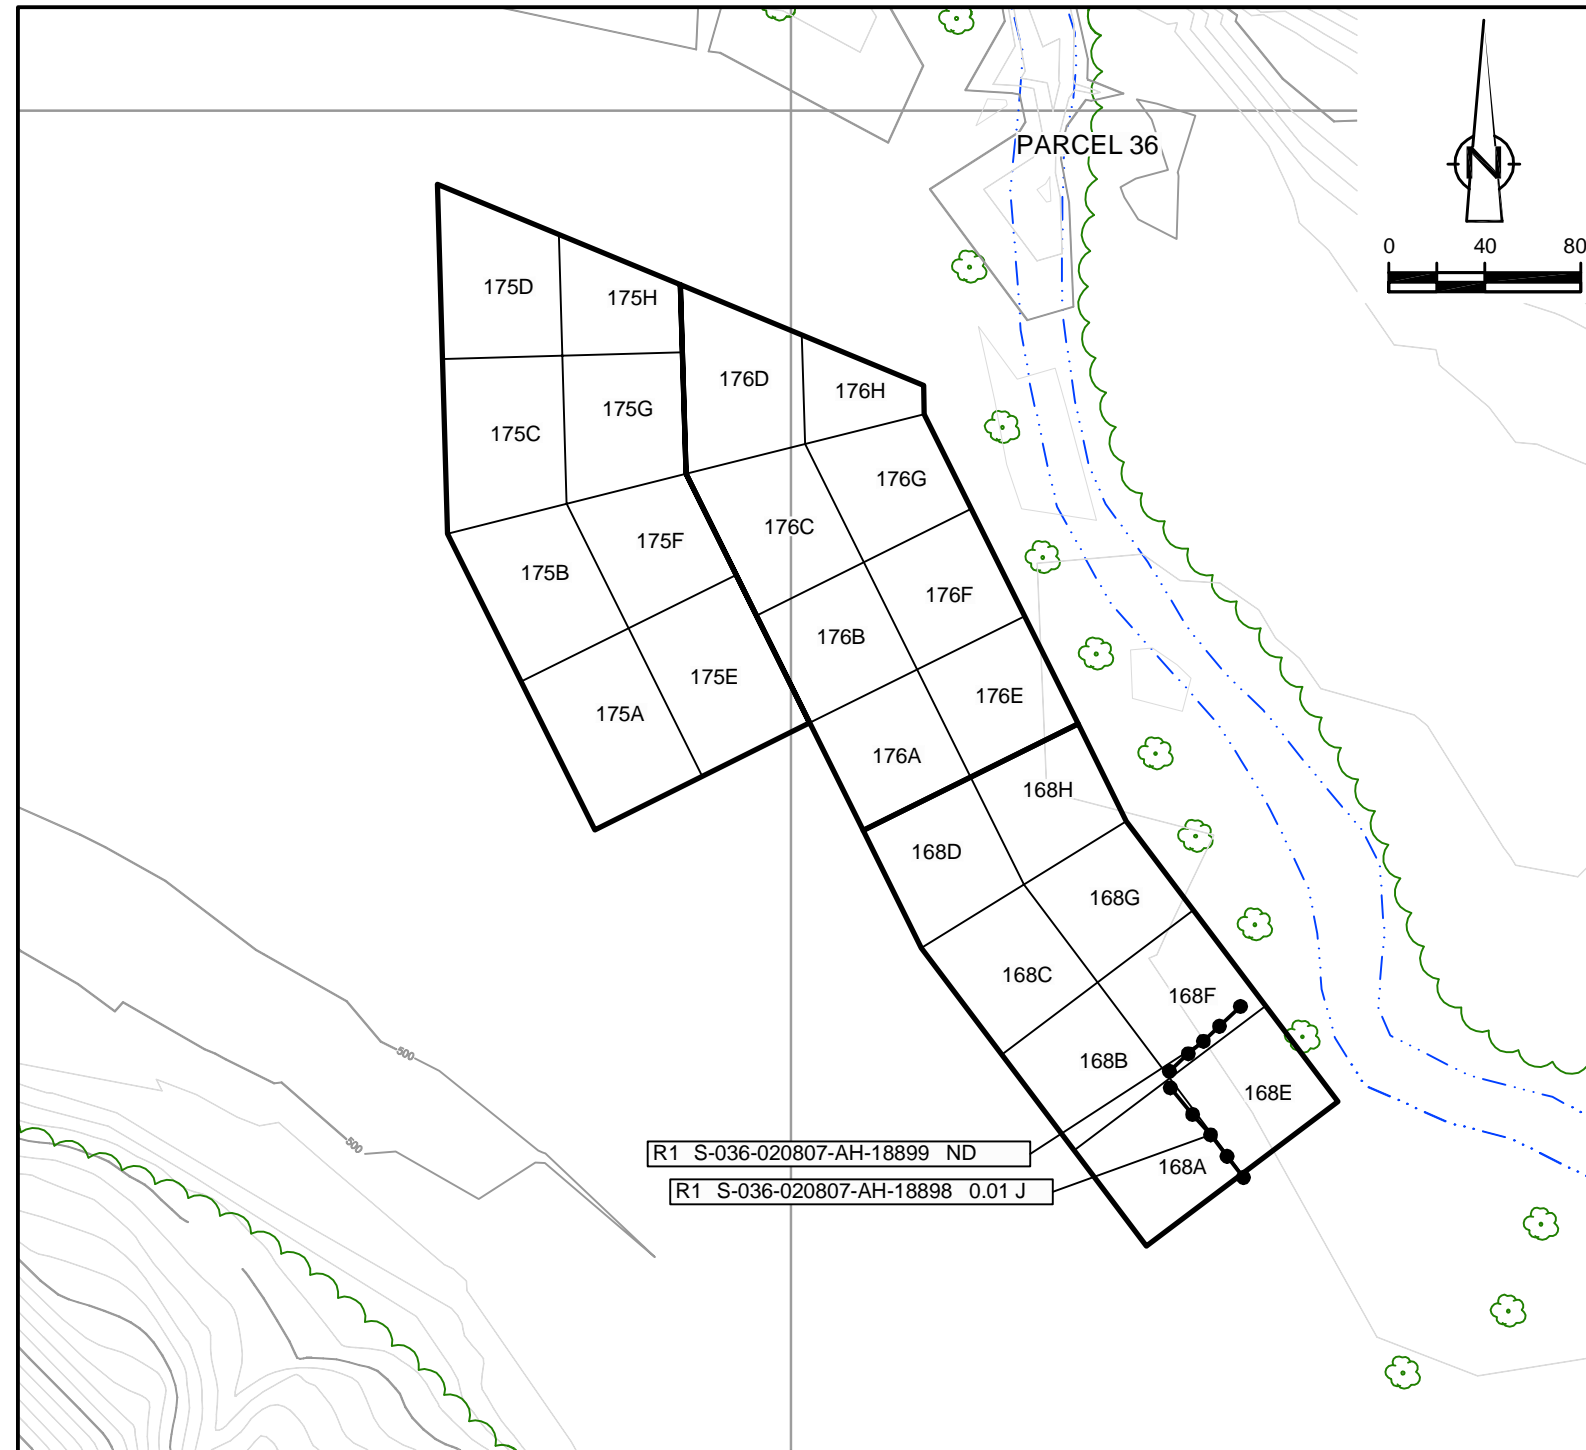 PARCEL 36
N
0 40 80
175D
175H
176D
176H
175C
175G
176G
176C
175B
175F
176F
176B
175A
175E
176E
176A
168H
168D
168G
168C
168F
168B
168E
168A
500
500
R1 S-036-020807-AH-18899 ND
R1 S-036-020807-AH-18898 0.01 J